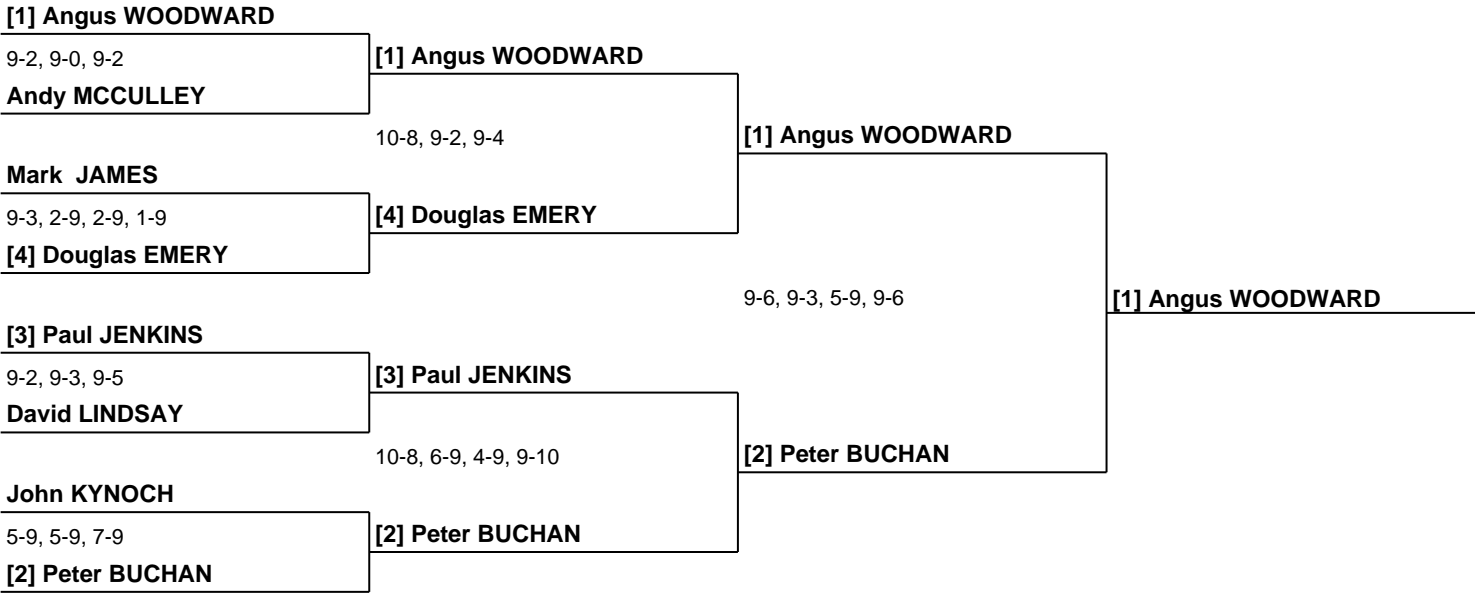 [1] Angus WOODWARD
9-2, 9-0, 9-2
Andy MCCULLEY
Mark JAMES
9-3, 2-9, 2-9, 1-9
[4] Douglas EMERY
[3] Paul JENKINS
9-2, 9-3, 9-5
David LINDSAY
John KYNOCH
5-9, 5-9, 7-9
[2] Peter BUCHAN
[1] Angus WOODWARD
10-8, 9-2, 9-4
[4] Douglas EMERY
[3] Paul JENKINS
10-8, 6-9, 4-9, 9-10
[2] Peter BUCHAN
[1] Angus WOODWARD
9-6, 9-3, 5-9, 9-6
[2] Peter BUCHAN
[1] Angus WOODWARD